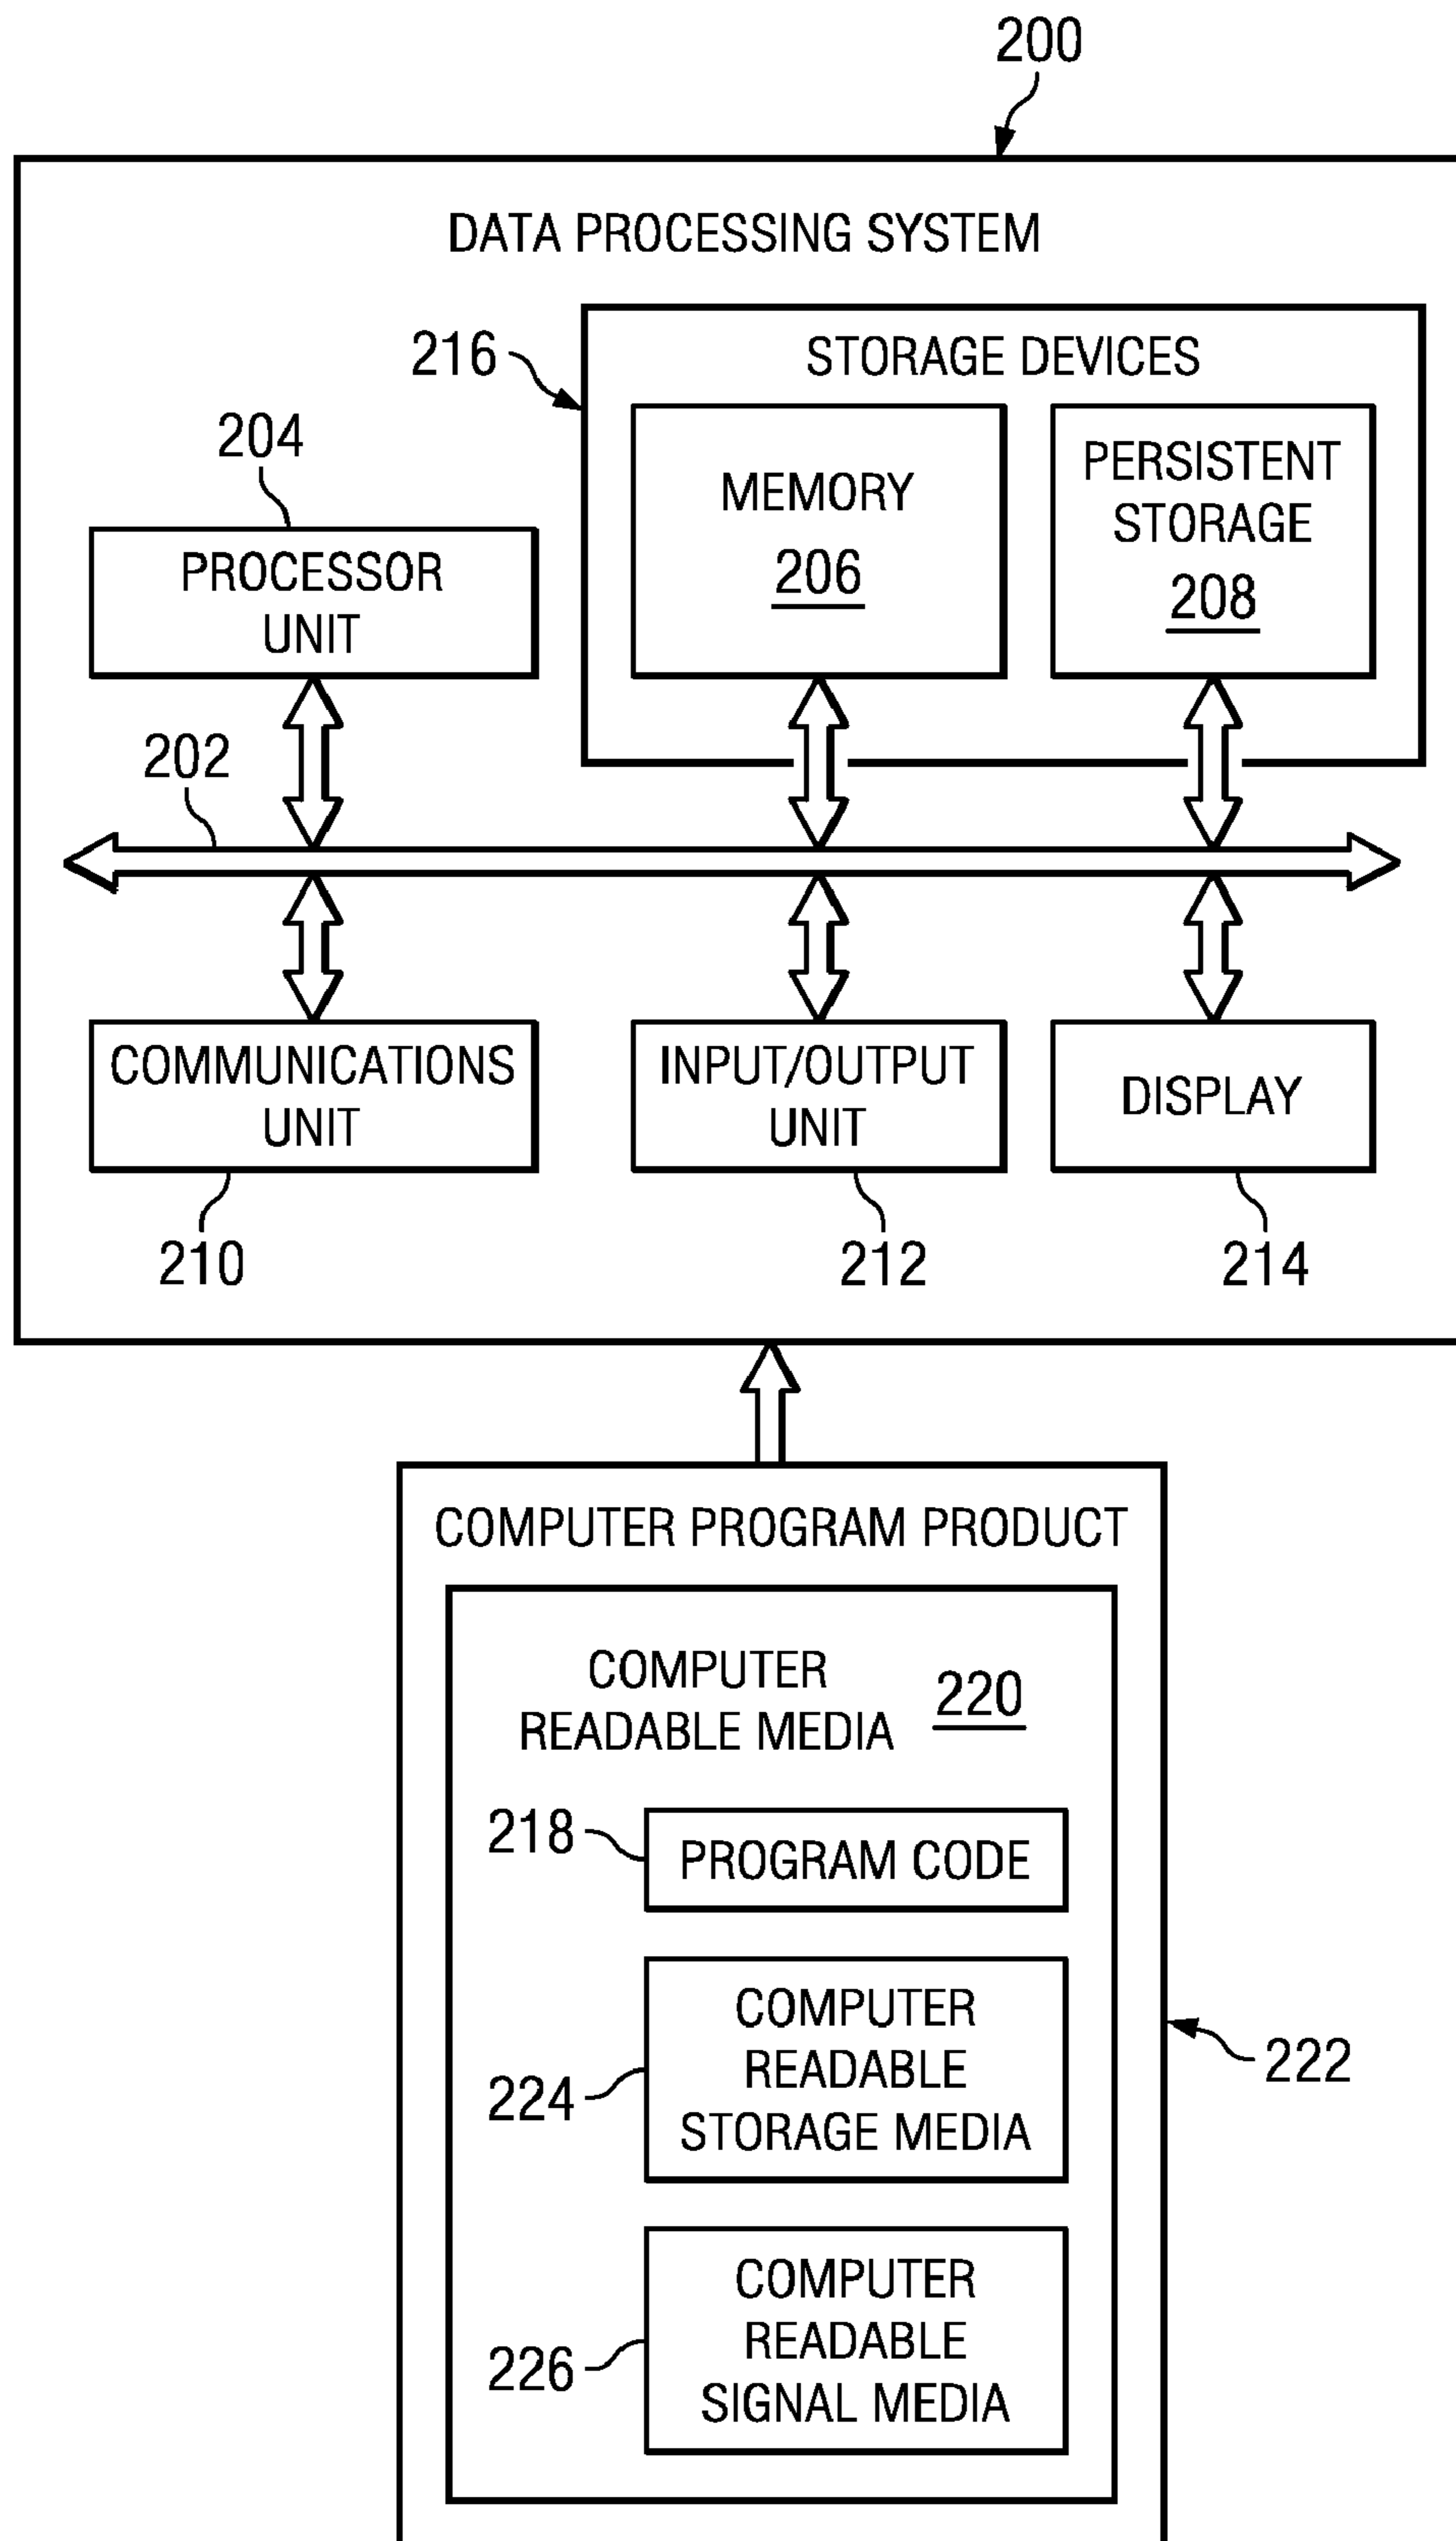 200
DATA PROCESSING SYSTEM
216
STORAGE DEVICES
204
MEMORY
206
PERSISTENT
STORAGE
208
PROCESSOR
UNIT
202
COMMUNICATIONS
UNIT
INPUT/OUTPUT
UNIT
DISPLAY
210
212
214
COMPUTER PROGRAM PRODUCT
COMPUTER
READABLE MEDIA
220
218
PROGRAM CODE
COMPUTER
READABLE
STORAGE MEDIA
224
222
COMPUTER
READABLE
SIGNAL MEDIA
226